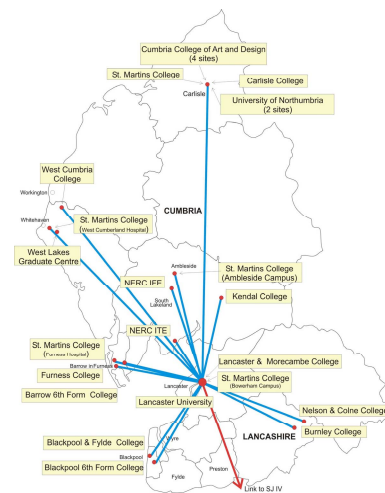 Cumbria College of Art and Design
(4 sites)
St. Martins College
Carlisle College
Carlisle
University of Northumbria
(2 sites)
West Cumbria
College
Workington
CUMBRIA
Whitehaven
St. Martins College
(West Cumberland Hospital)
West Lakes
Graduate Centre
Ambleside
St. Martins College
(Ambleside Campus)
NERC IFE
South
Lakeland
Kendal College
NERC ITE
St. Martins College
(Furness Hospital)
Barrow in Furness
Lancaster & Morecambe College
Furness College
Lancaster
St. Martins College
(Bowerham Campus)
Barrow 6th Form College
Lancaster University
Nelson & Colne College
Burnley College
LANCASHIRE
Wyre
Blackpool & Fylde College
Blackpool
Blackpool 6th Form College
Preston
Fylde
Link to SJ IV